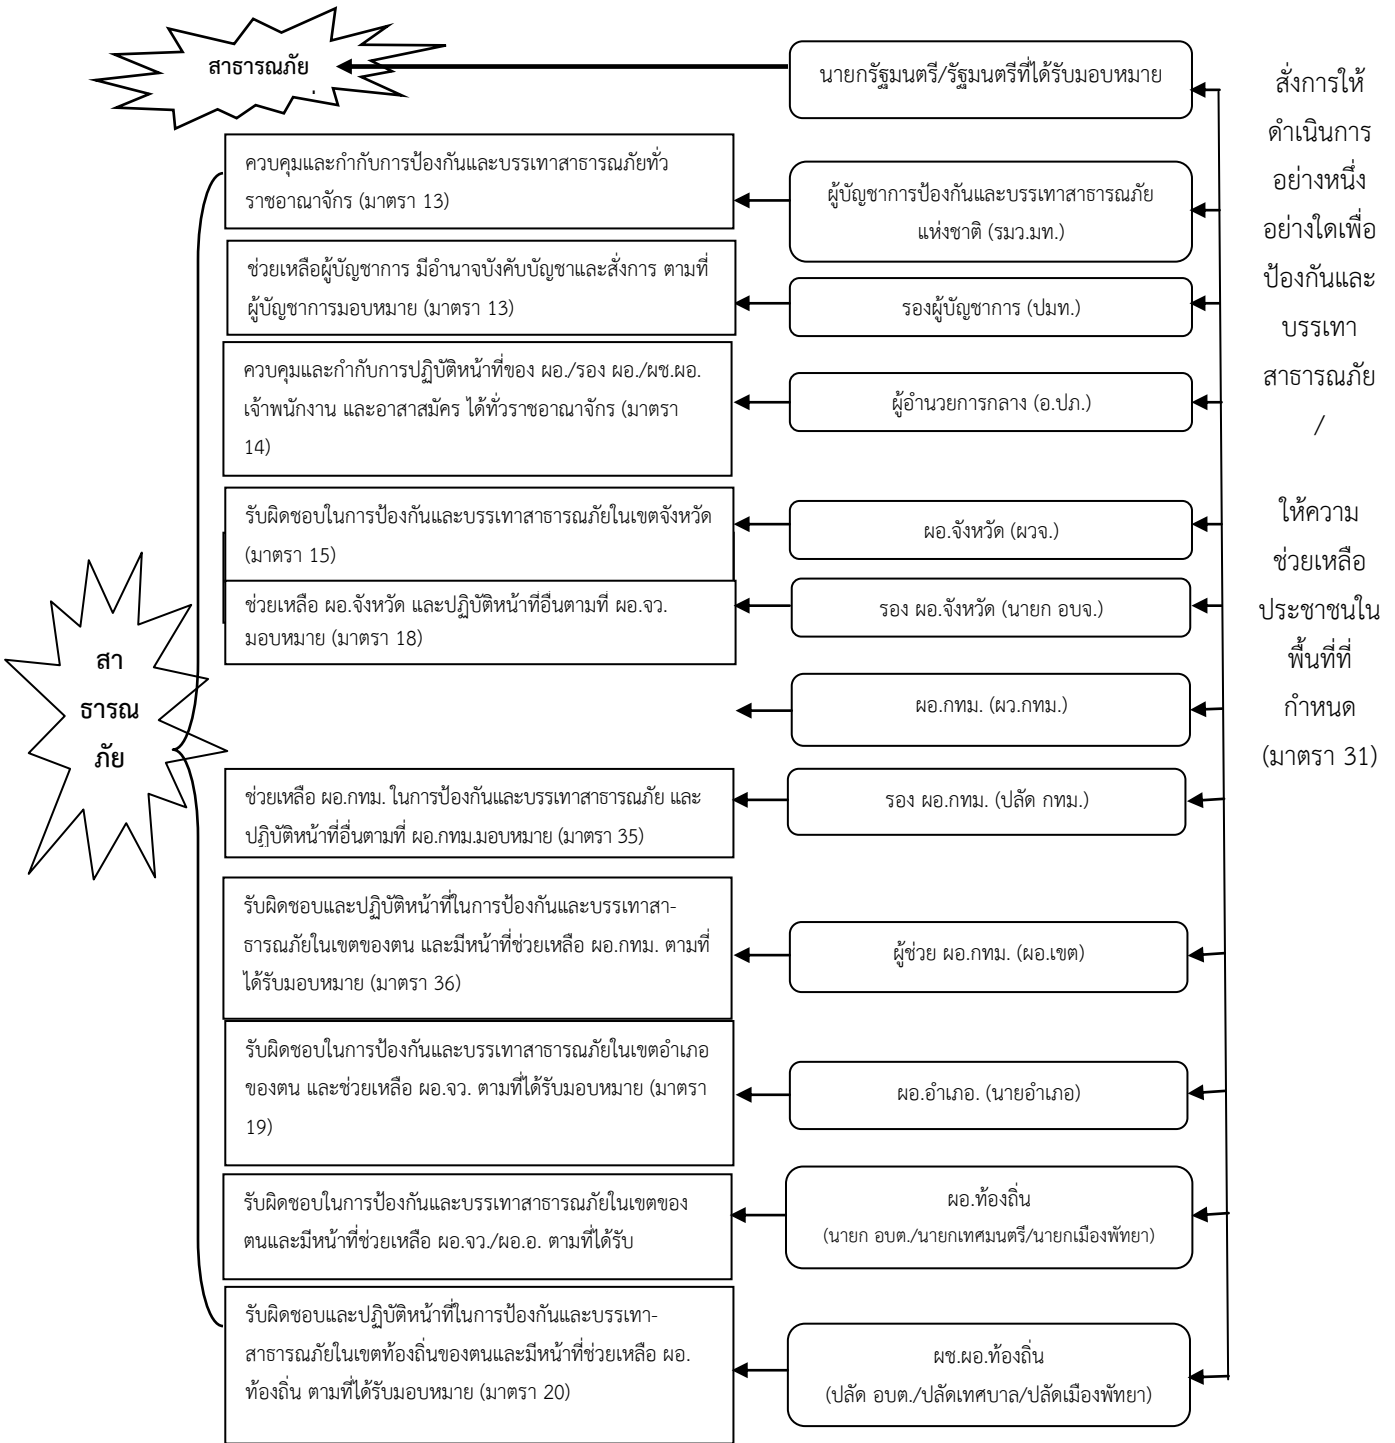 สาธารณภัย
นายกรัฐมนตรี/รัฐมนตรีที่ได้รับมอบหมาย
สั่งการให้
ดำเนินการ
อย่างหนึ่ง
อย่างใดเพื่อ
ป้องกันและ
บรรเทา
สาธารณภัย
/
ให้ความ
ช่วยเหลือ
ประชาชนใน
พื้นที่ที่
กำหนด
(มาตรา 31)
ควบคุมและกำกับการป้องกันและบรรเทาสาธารณภัยทั่ว
ราชอาณาจักร (มาตรา 13)
ผู้บัญชาการป้องกันและบรรเทาสาธารณภัย
แห่งชาติ (รมว.มท.)
ช่วยเหลือผู้บัญชาการ มีอำนาจบังคับบัญชาและสั่งการ ตามที่
ผู้บัญชาการมอบหมาย (มาตรา 13)
รองผู้บัญชาการ (ปมท.)
ควบคุมและกำกับการปฏิบัติหน้าที่ของ ผอ./รอง ผอ./ผช.ผอ.
เจ้าพนักงาน และอาสาสมัคร ได้ทั่วราชอาณาจักร (มาตรา
14)
ผู้อำนวยการกลาง (อ.ปภ.)
รับผิดชอบในการป้องกันและบรรเทาสาธารณภัยในเขตจังหวัด
(มาตรา 15)
ผอ.จังหวัด (ผวจ.)
ช่วยเหลือ ผอ.จังหวัด และปฏิบัติหน้าที่อื่นตามที่ ผอ.จว.
มอบหมาย (มาตรา 18)
รอง ผอ.จังหวัด (นายก อบจ.)
สา
ธารณ
ภัย
ผอ.กทม. (ผว.กทม.)
ช่วยเหลือ ผอ.กทม. ในการป้องกันและบรรเทาสาธารณภัย และ
ปฏิบัติหน้าที่อื่นตามที่ ผอ.กทม.มอบหมาย (มาตรา 35)
รอง ผอ.กทม. (ปลัด กทม.)
รับผิดชอบและปฏิบัติหน้าที่ในการป้องกันและบรรเทาสา-
ธารณภัยในเขตของตน และมีหน้าที่ช่วยเหลือ ผอ.กทม. ตามที่
ได้รับมอบหมาย (มาตรา 36)
ผู้ช่วย ผอ.กทม. (ผอ.เขต)
รับผิดชอบในการป้องกันและบรรเทาสาธารณภัยในเขตอำเภอ
ของตน และช่วยเหลือ ผอ.จว. ตามที่ได้รับมอบหมาย (มาตรา
19)
ผอ.อำเภอ. (นายอำเภอ)
รับผิดชอบในการป้องกันและบรรเทาสาธารณภัยในเขตของ
ตนและมีหน้าที่ช่วยเหลือ ผอ.จว./ผอ.อ. ตามที่ได้รับ
ผอ.ท้องถิ่น
(นายก อบต./นายกเทศมนตรี/นายกเมืองพัทยา)
รับผิดชอบและปฏิบัติหน้าที่ในการป้องกันและบรรเทา-
สาธารณภัยในเขตท้องถิ่นของตนและมีหน้าที่ช่วยเหลือ ผอ.
ท้องถิ่น ตามที่ได้รับมอบหมาย (มาตรา 20)
ผช.ผอ.ท้องถิ่น
(ปลัด อบต./ปลัดเทศบาล/ปลัดเมืองพัทยา)